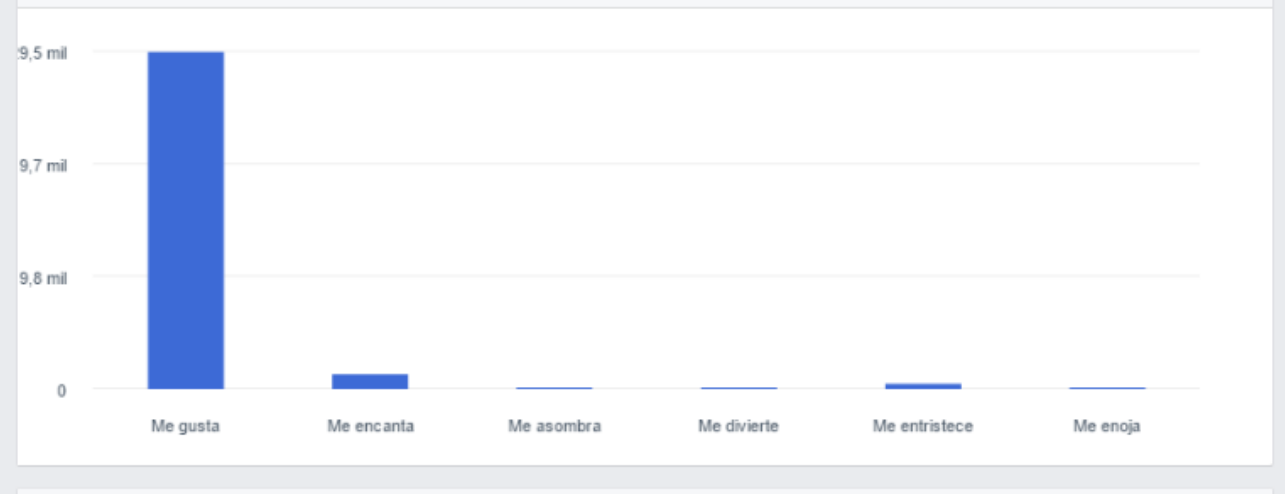 9,5 mil
9,7 mil
9,8 mil
0
Me gusta
Me encanta
Me asombra
Me divierte
Me entristece
Me enoja